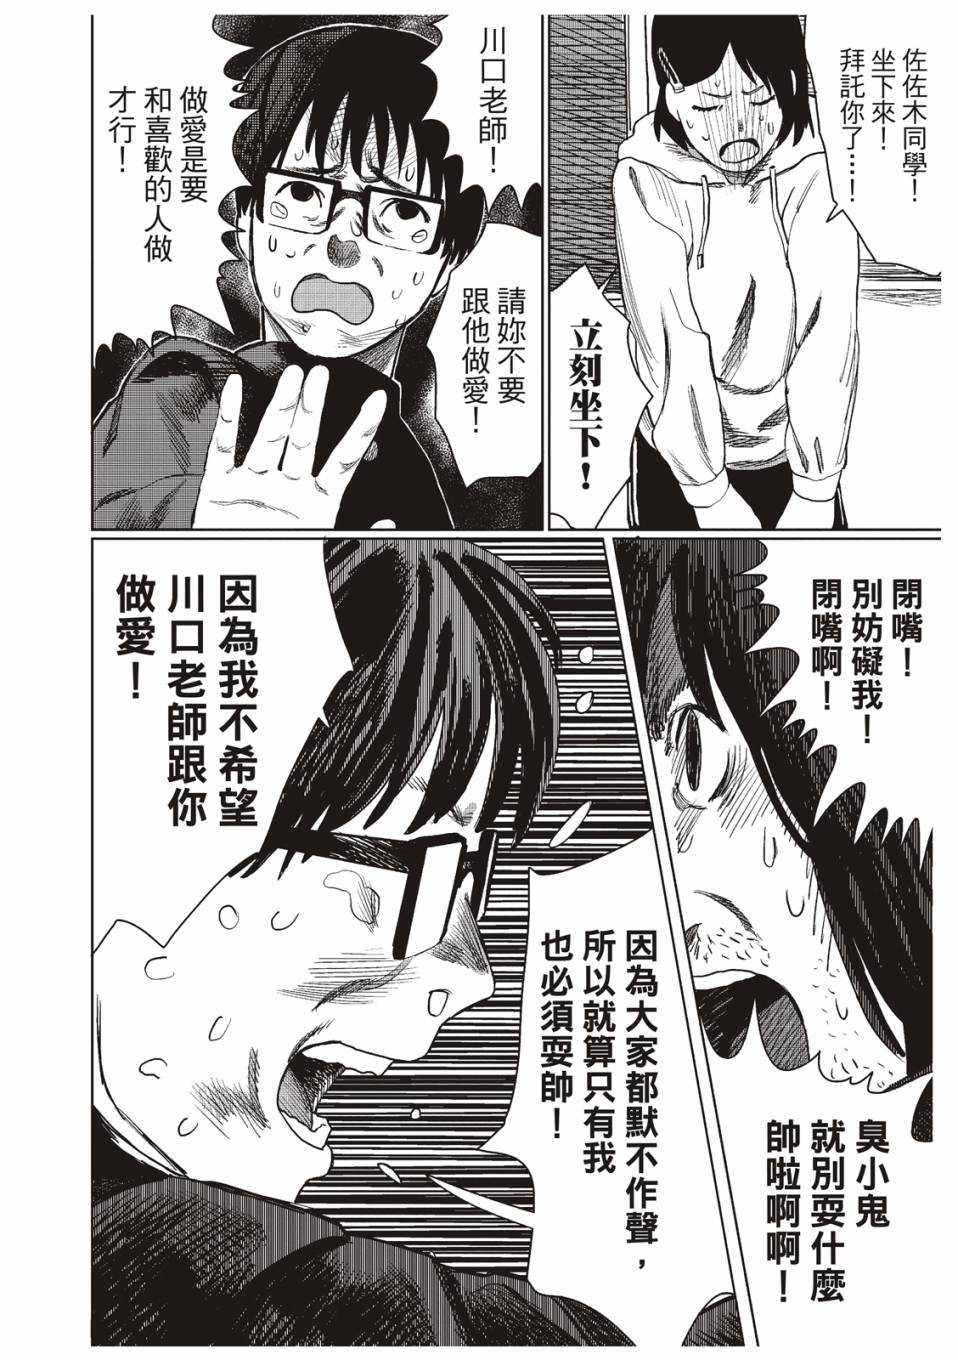 佐佐木同學！
坐下來！
拜託你了…！
立刻坐下！
川口老師！
做愛是要
和喜歡的人做
才行！
請妳不要
跟他做愛！
閉嘴！
別妨礙我！
閉嘴啊！
臭小鬼
就別耍什麼
帥啦啊啊！
因為大家都默不作聲，
所以就算只有我
也必須耍帥！
因為我不希望
川口老師跟你
做愛！